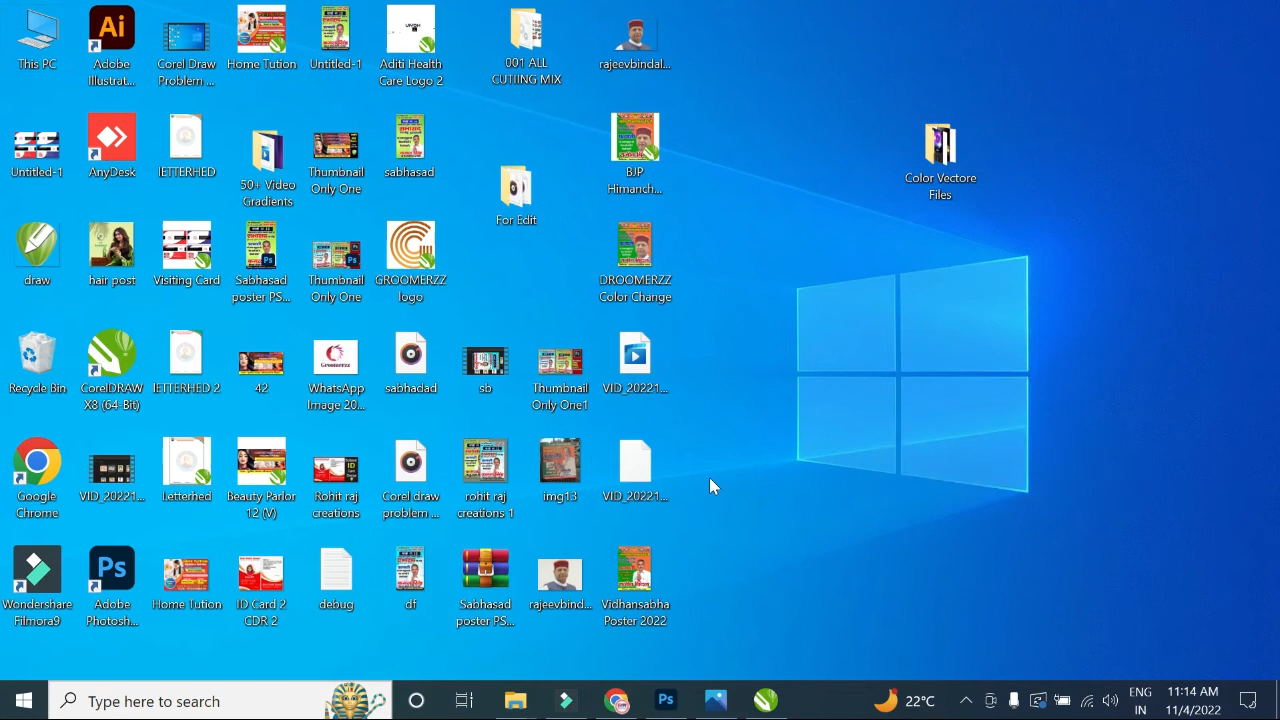 This PC
Adobe
Illustrat...
Corel Draw
Problem ...
Home Tution
Untitled-1
Aditi Health
Care Logo 2
001 ALL
CUTIING MIX
rajeevbindal...
Untitled-1
AnyDesk
lETTERHED
50+ Video
Gradients
Thumbnail
Only One
sabhasad
For Edit
BJP
Himanch...
Color Vectore
Files
draw
hair post
Visiting Card
Sabhasad
poster PS...
Thumbnail
Only One
GROOMERZZ
logo
DROOMERZZ
Color Change
Recycle Bin
CorelDRAW
X8 (64-Bit)
lETTERHED 2
42
WhatsApp
Image 20...
sabhadad
sb
Thumbnail
Only One1
VID_20221...
Google
Chrome
VID_20221...
Letterhed
Beauty Parlor
12 (V)
Rohit raj
creations
Corel draw
problem ...
rohit raj
creations 1
img13
VID_20221...
Wondershare
Filmora9
Adobe
Photosh...
Home Tution
ID Card 2
CDR 2
debug
df
Sabhasad
poster PS...
rajeevbind...
Vidhansabha
Poster 2022
Type here to search
22°C
ENG
IN
11:14 AM
11/4/2022